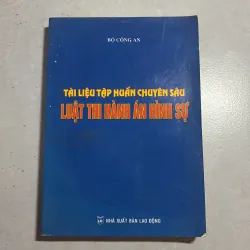 BỘ CÔNG AN
TÀI LIỆU TẬP HUẤN CHUYÊN SÂU
LUẬT THI HÀNH ÁN HÌNH SỰ
NHÀ XUẤT BẢN LAO ĐỘNG